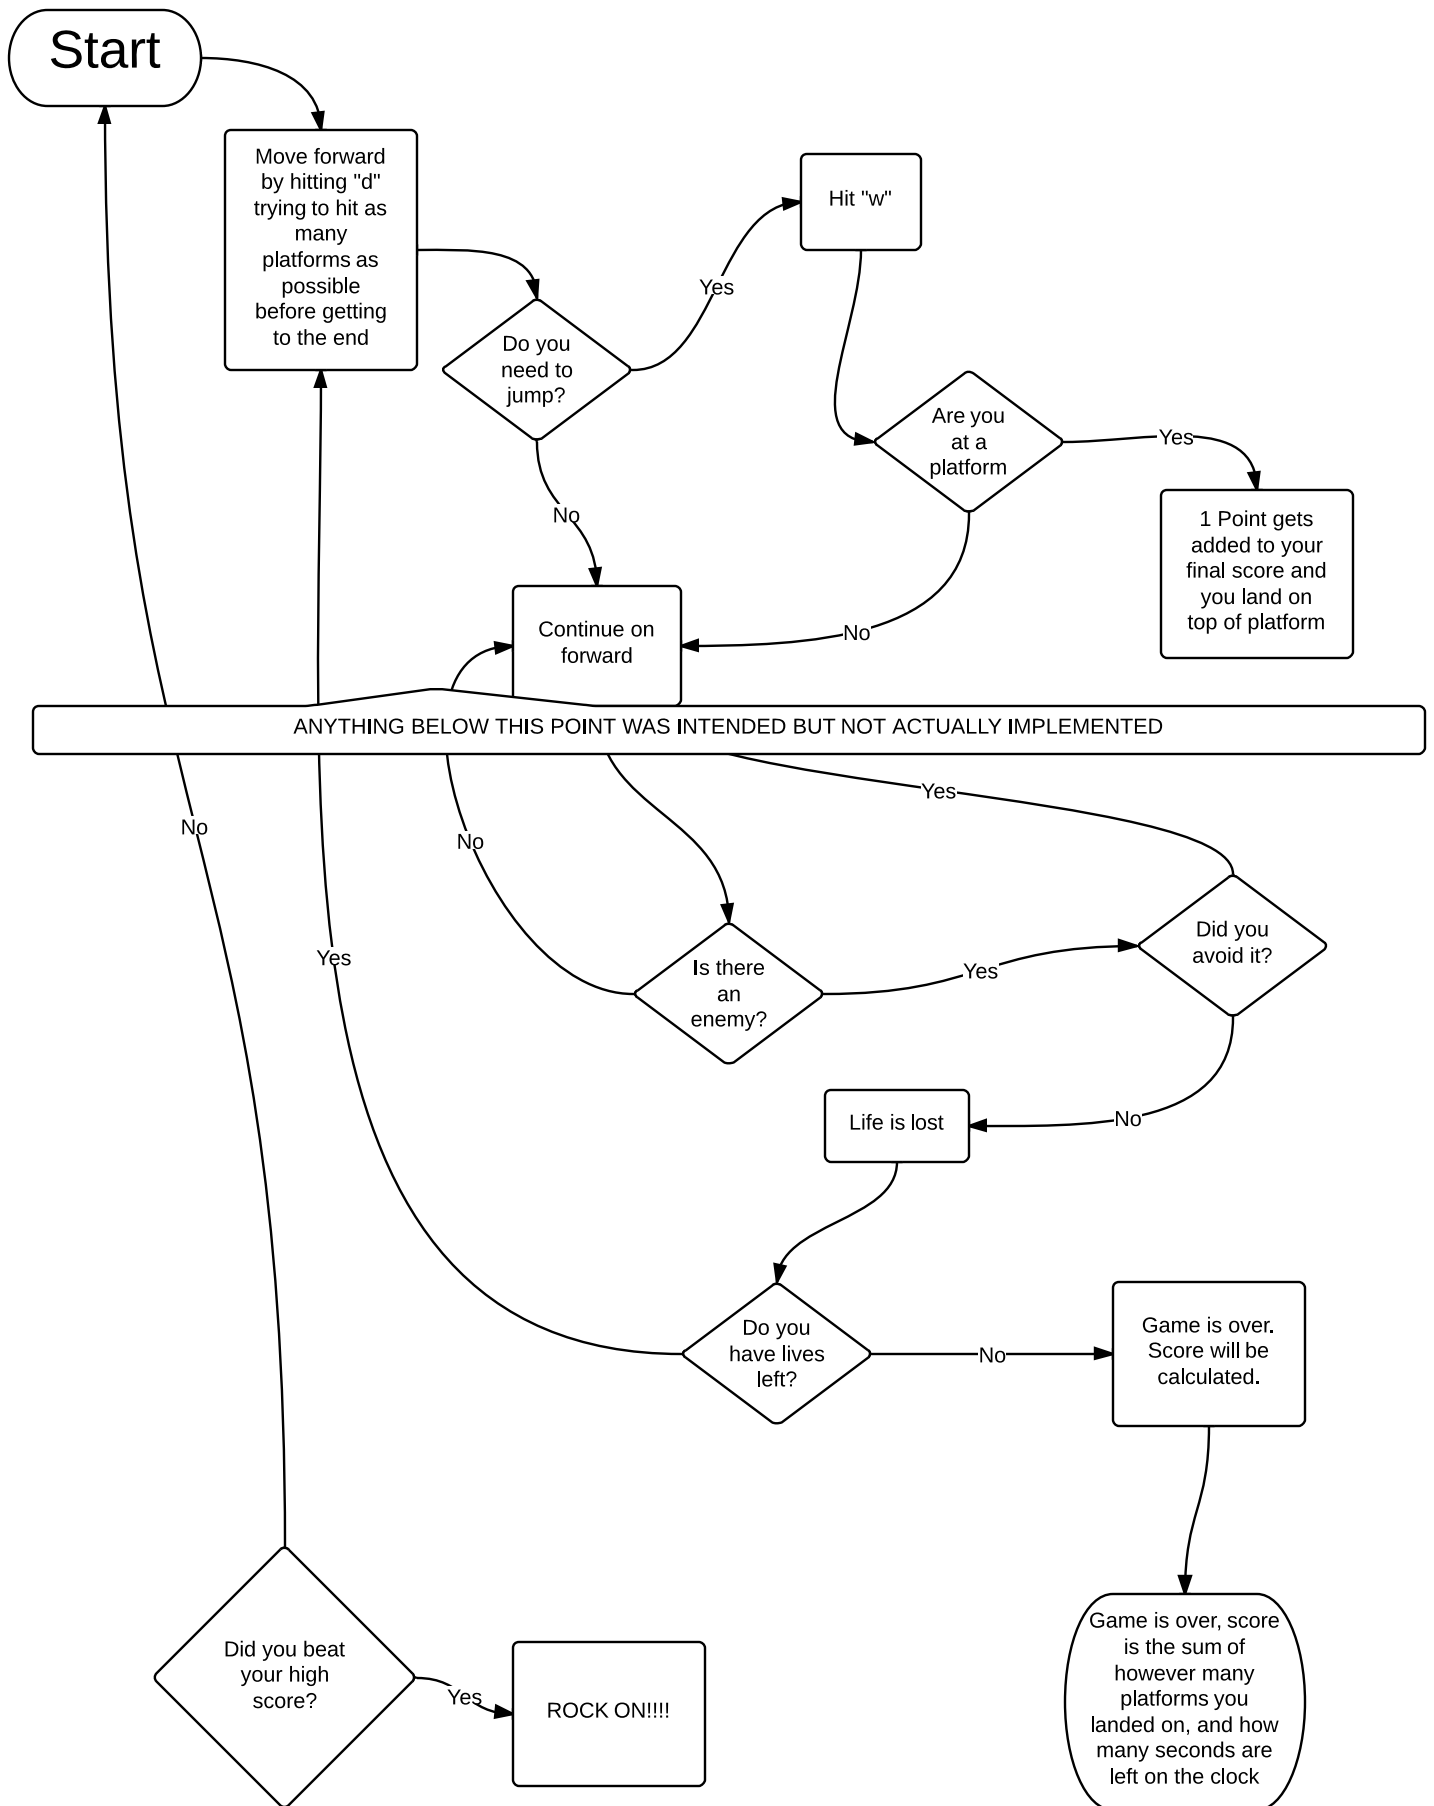 Start
Move forward
by hitting "d"
trying to hit as
many
platforms as
possible
before getting
to the end
Hit "w"
Yes
Do you
need to
jump?
Are you
at a
platform
Yes
No
1 Point gets
added to your
final score and
you land on
top of platform
Continue on
forward
No
ANYTHING BELOW THIS POINT WAS INTENDED BUT NOT ACTUALLY IMPLEMENTED
Yes
No
No
Did you
avoid it?
Yes
Is there
an
enemy?
Yes
Life is lost
No
Do you
have lives
left?
No
Game is over.
Score will be
calculated.
Did you beat
your high
score?
Yes
ROCK ON!!!!
Game is over, score
is the sum of
however many
platforms you
landed on, and how
many seconds are
left on the clock